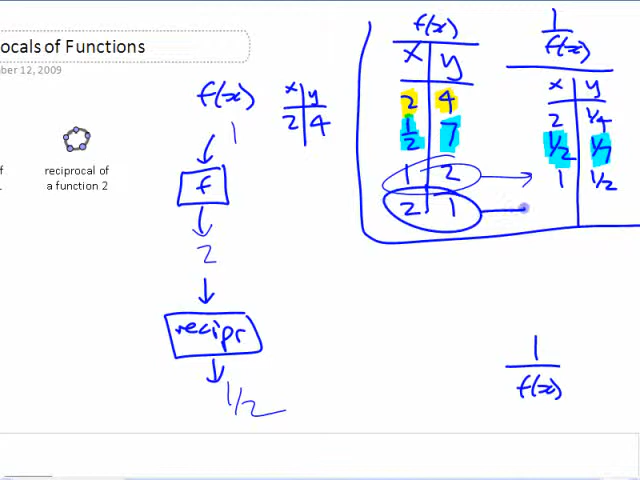 ocals of Functions
ber 12, 2009
of
reciprocal of
a function 2
f(x)
x y
2 4
1
f
2
recipr
1/2
f(x)
x y
2 4
1/2 7
1 2
2 1
1
f(x)
x y
2 1/4
1/2 1/7
1 1/2
1
f(x)